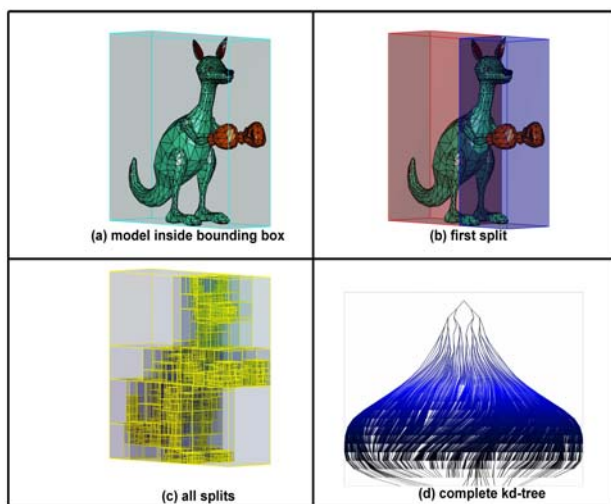 (a) model inside bounding box
(b) first split
(c) all splits
(d) complete kd-tree